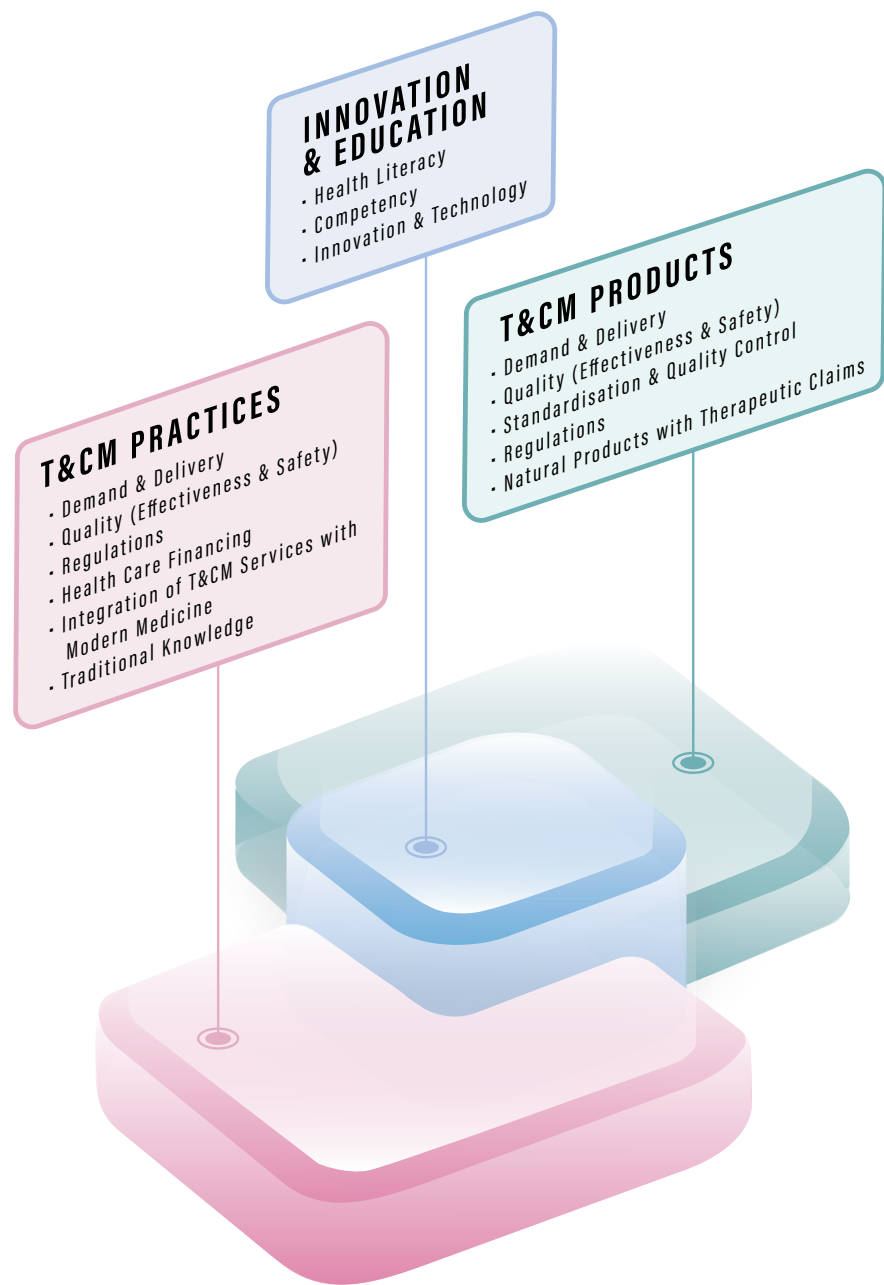 INNOVATION
& EDUCATION
· Health Literacy
· Competency
· Innovation & Technology
T&CM PRODUCTS
· Demand & Delivery
· Quality (Effectiveness & Safety)
· Standardisation & Quality Control
· Regulations
· Natural Products with Therapeutic Claims
T&CM PRACTICES
· Demand & Delivery
· Quality (Effectiveness & Safety)
· Regulations
· Health Care Financing
· Integration of T&CM Services with
Modern Medicine
· Traditional Knowledge